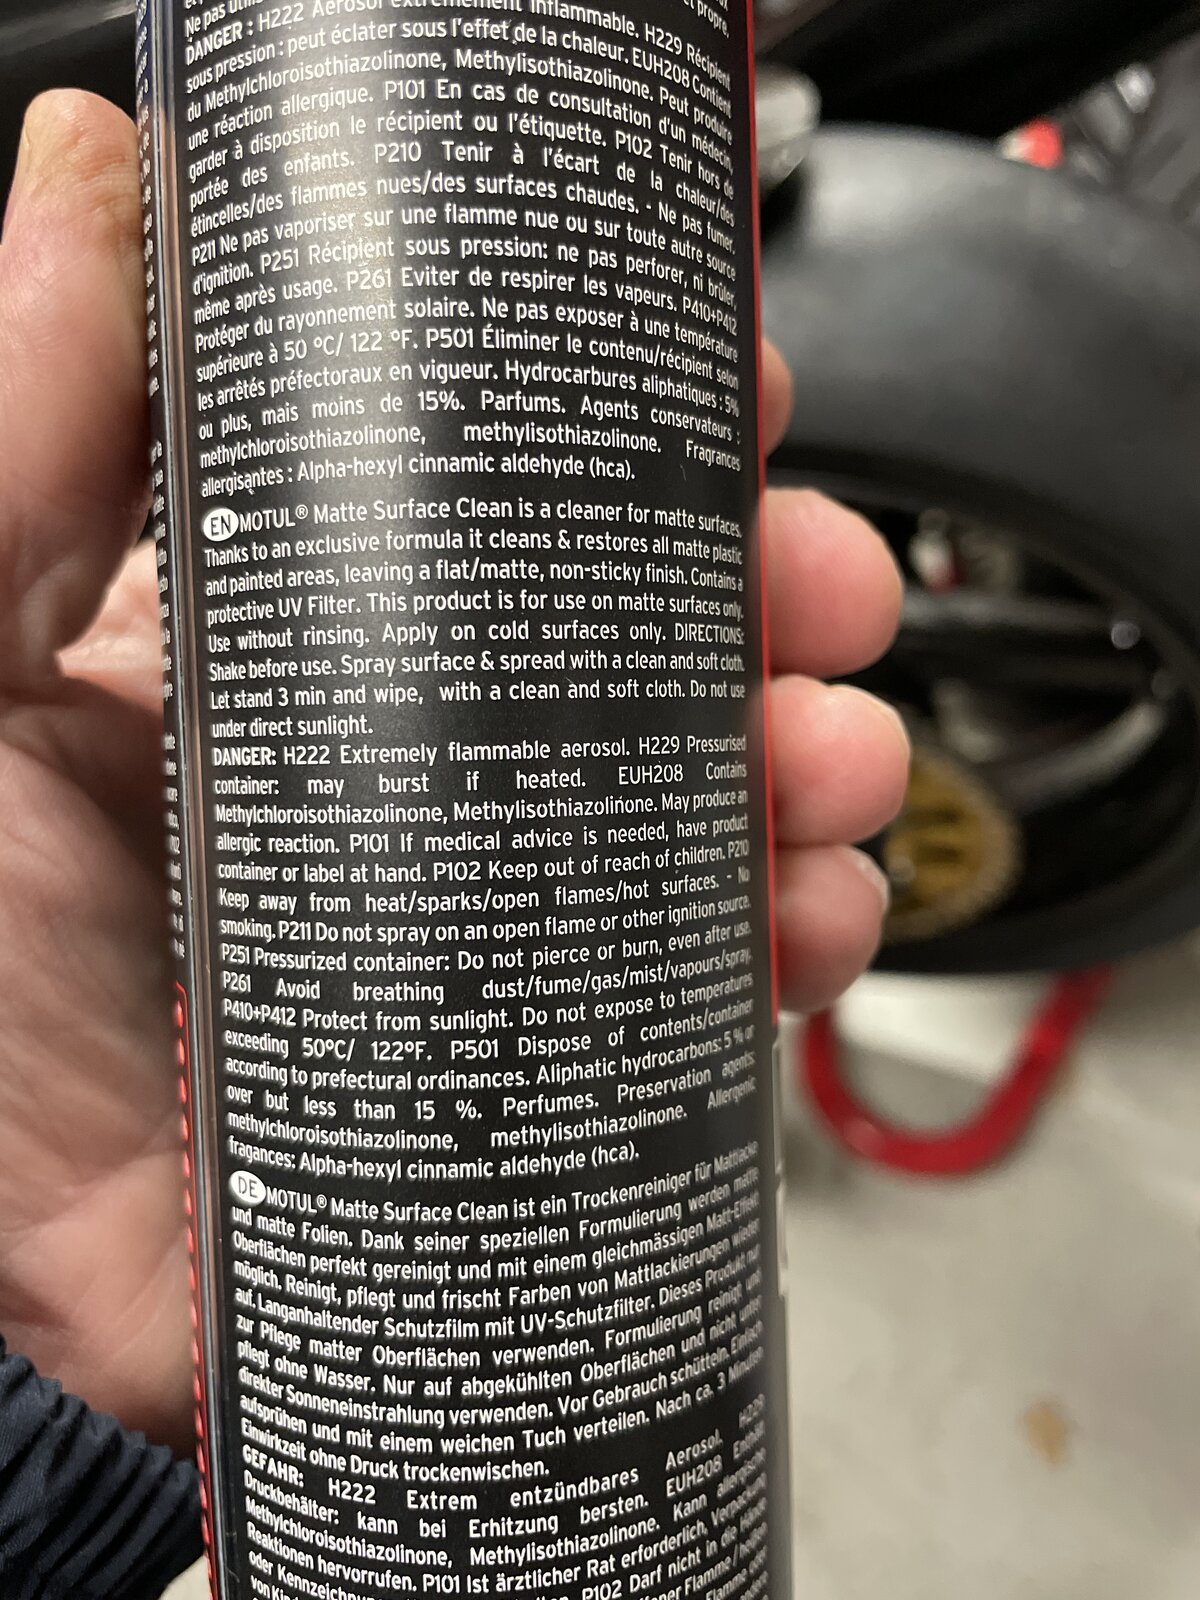 Ne pas
DANGER : H222 Aérosol extrêmement inflammable. H229 Récipient
sous pression : peut éclater sous l'effet de la chaleur. EUH208 Contient
du Methylchloroisothiazolinone, Methylisothiazolinone. Peut produire
une réaction allergique. P101 En cas de consultation d'un médecin,
garder à disposition le récipient ou l'étiquette. P102 Tenir hors de
portée des enfants. P210 Tenir à l'écart de la chaleur/des
étincelles/des flammes nues/des surfaces chaudes. - Ne pas fumer.
P211 Ne pas vaporiser sur une flamme nue ou sur toute autre source
d'ignition. P251 Récipient sous pression: ne pas perforer, ni brûler,
même après usage. P261 Eviter de respirer les vapeurs. P410+P412
Protéger du rayonnement solaire. Ne pas exposer à une température
supérieure à 50 °C/ 122 °F. P501 Éliminer le contenu/récipient selon
les arrêtés préfectoraux en vigueur. Hydrocarbures aliphatiques : 5%
ou plus, mais moins de 15%. Parfums. Agents conservateurs :
methylchloroisothiazolinone, methylisothiazolinone. Fragrances
allergisantes : Alpha-hexyl cinnamic aldehyde (hca).
EN MOTUL® Matte Surface Clean is a cleaner for matte surfaces.
Thanks to an exclusive formula it cleans & restores all matte plastic
and painted areas, leaving a flat/matte, non-sticky finish. Contains a
protective UV Filter. This product is for use on matte surfaces only.
Use without rinsing. Apply on cold surfaces only. DIRECTIONS:
Shake before use. Spray surface & spread with a clean and soft cloth.
Let stand 3 min and wipe, with a clean and soft cloth. Do not use
under direct sunlight.
DANGER: H222 Extremely flammable aerosol. H229 Pressurised
container: may burst if heated. EUH208 Contains
Methylchloroisothiazolinone, Methylisothiazolinone. May produce an
allergic reaction. P101 If medical advice is needed, have product
container or label at hand. P102 Keep out of reach of children. P210
Keep away from heat/sparks/open flames/hot surfaces. - No
smoking. P211 Do not spray on an open flame or other ignition source.
P251 Pressurized container: Do not pierce or burn, even after use.
P261 Avoid breathing dust/fume/gas/mist/vapours/spray.
P410+P412 Protect from sunlight. Do not expose to temperatures
exceeding 50°C/ 122°F. P501 Dispose of contents/container
according to prefectural ordinances. Aliphatic hydrocarbons: 5 % or
over but less than 15 %. Perfumes. Preservation agents:
methylchloroisothiazolinone, methylisothiazolinone. Allergenic
fragances: Alpha-hexyl cinnamic aldehyde (hca).
DE MOTUL® Matte Surface Clean ist ein Trockenreiniger für Mattlacke
und matte Folien. Dank seiner speziellen Formulierung werden matte
Oberflächen perfekt gereinigt und mit einem gleichmässigen Matt-Effekt
möglich. Reinigt, pflegt und frischt Farben von Mattlackierungen wieder
auf. Langanhaltender Schutzfilm mit UV-Schutzfilter. Dieses Produkt nur
zur Pflege matter Oberflächen verwenden. Formulierung reinigt und
pflegt ohne Wasser. Nur auf abgekühlten Oberflächen und nicht unter
direkter Sonneneinstrahlung verwenden. Vor Gebrauch schütteln. Einfach
aufsprühen und mit einem weichen Tuch verteilen. Nach ca. 3 Minuten
Einwirkzeit ohne Druck trockenwischen.
GEFAHR: H222 Extrem entzündbares Aerosol. H229
Druckbehälter: kann bei Erhitzung bersten. EUH208 Enthält
Methylchloroisothiazolinone, Methylisothiazolinone. Kann allergische
Reaktionen hervorrufen. P101 Ist ärztlicher Rat erforderlich, Verpackung
oder P102 Darf nicht in die Hände
von Flamme / heißen